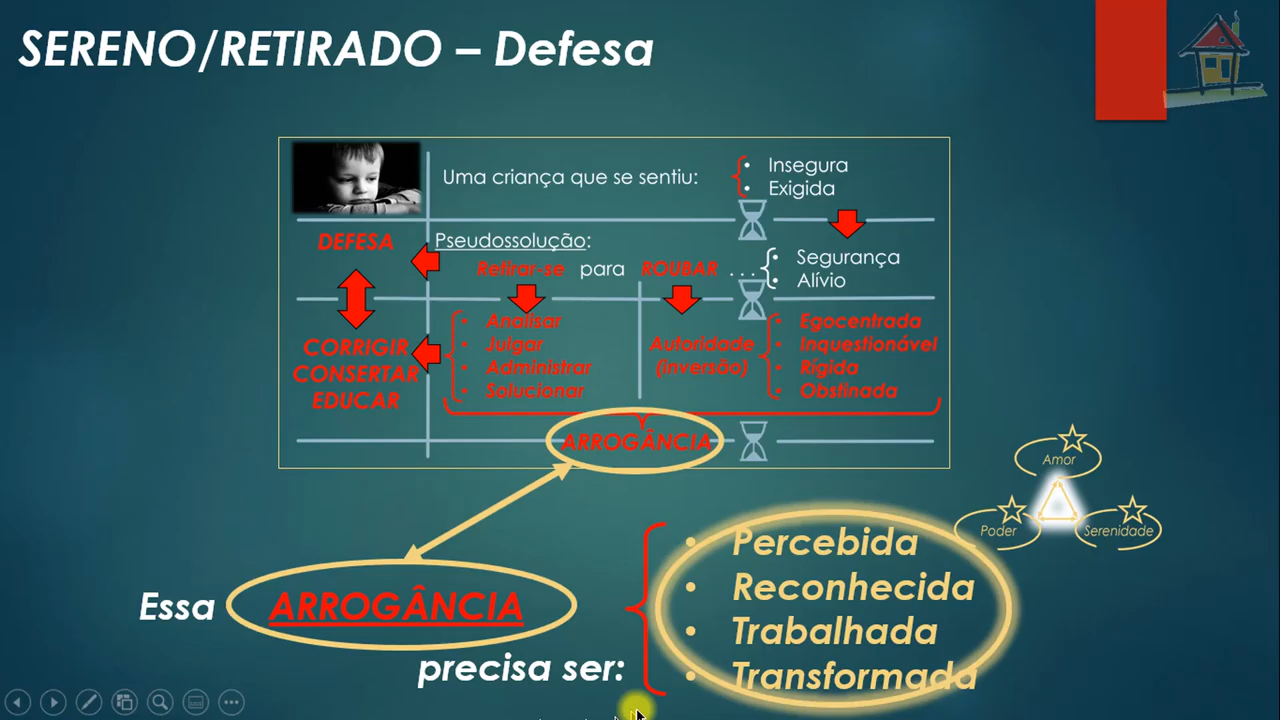 SERENO/RETIRADO – Defesa
Uma criança que se sentiu:
• Insegura
• Exigida
DEFESA
Pseudossolução:
Retirar-se para ROUBAR ....
• Segurança
• Alívio
CORRIGIR
CONSERTAR
EDUCAR
• Analisar
• Julgar
• Administrar
• Solucionar
Autoridade
(inversão)
• Egocentrada
• Inquestionável
• Rígida
• Obstinada
ARROGÂNCIA
Amor
Poder
Serenidade
Essa ARROGÂNCIA
precisa ser:
• Percebida
• Reconhecida
• Trabalhada
• Transformada